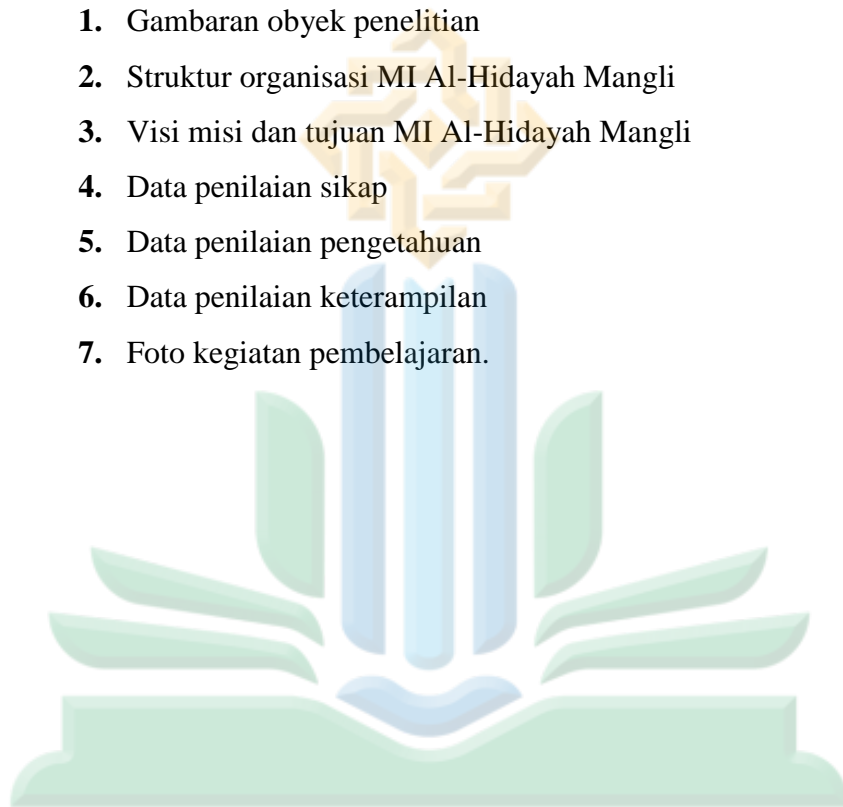 1. Gambaran obyek penelitian
2. Struktur organisasi MI Al-Hidayah Mangli
3. Visi misi dan tujuan MI Al-Hidayah Mangli
4. Data penilaian sikap
5. Data penilaian pengetahuan
6. Data penilaian keterampilan
7. Foto kegiatan pembelajaran.